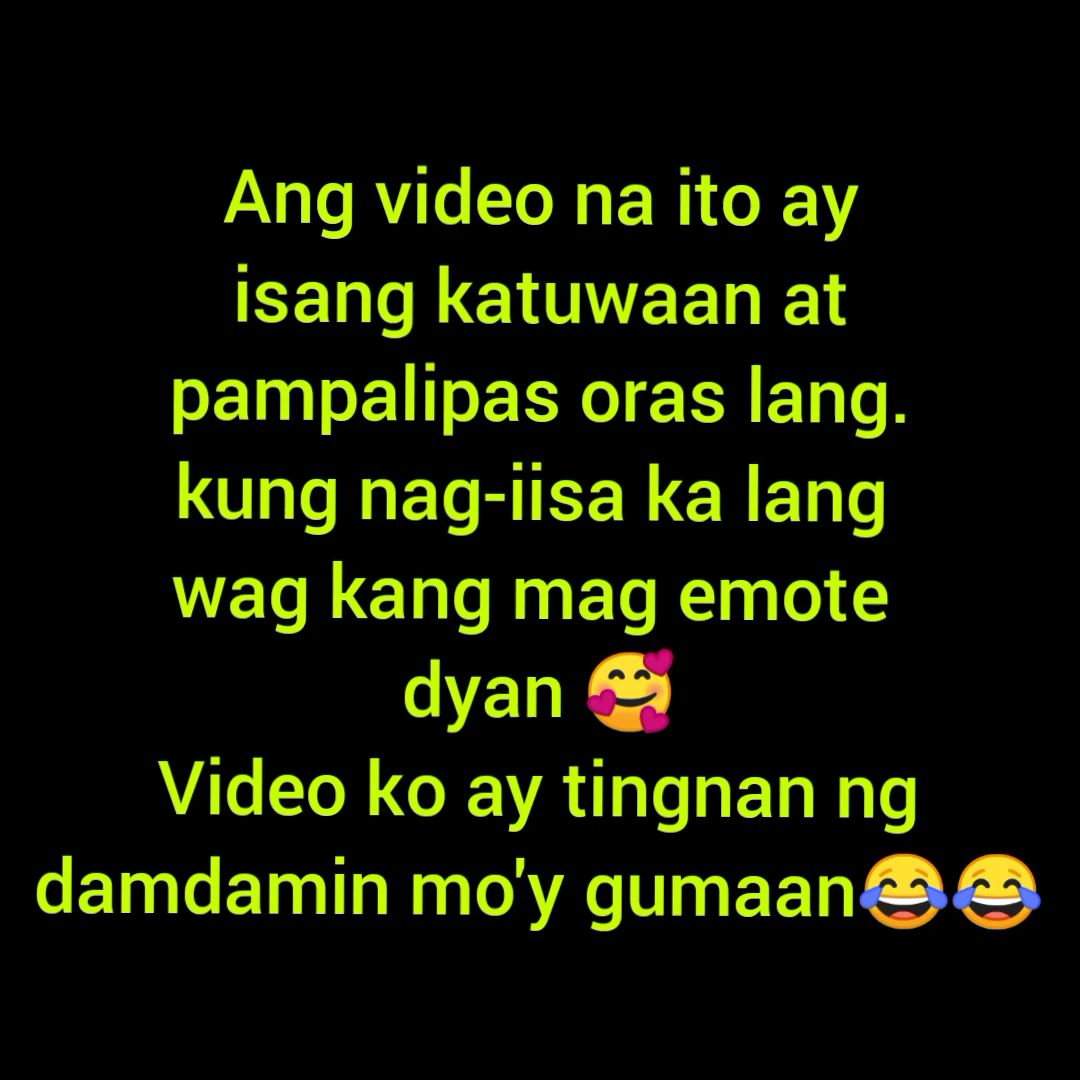 Ang video na ito ay
isang katuwaan at
pampalipas oras lang.
kung nag-iisa ka lang
wag kang mag emote
dyan 🥰
Video ko ay tingnan ng
damdamin mo'y gumaan😂😂